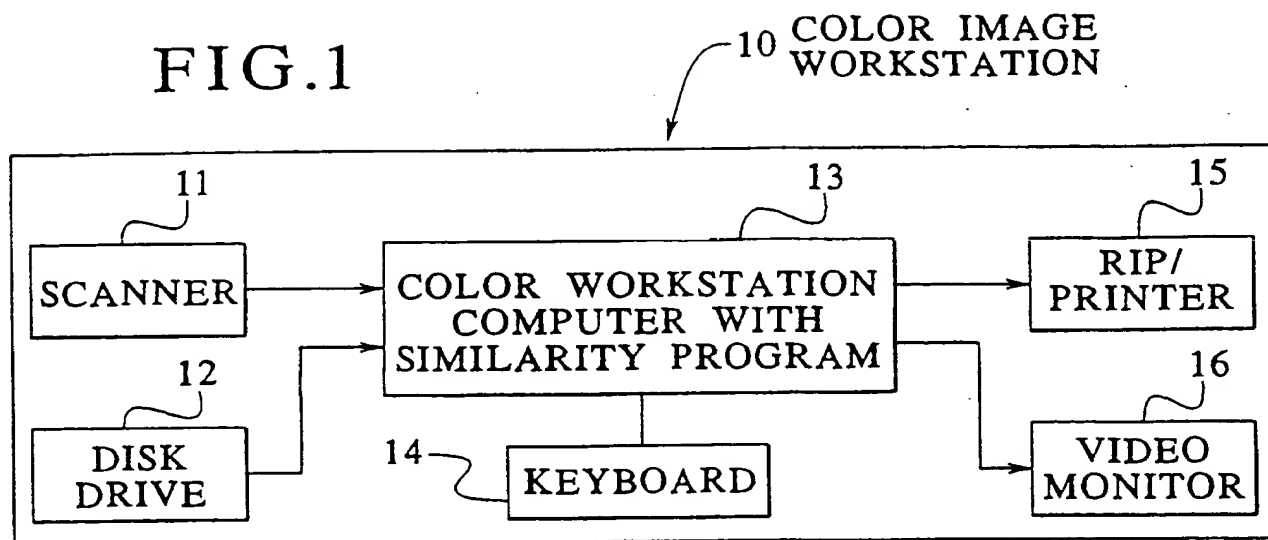 FIG.1
10 COLOR IMAGE
WORKSTATION
11
13
15
SCANNER
COLOR WORKSTATION
COMPUTER WITH
SIMILARITY PROGRAM
RIP/
PRINTER
12
16
DISK
DRIVE
14
KEYBOARD
VIDEO
MONITOR